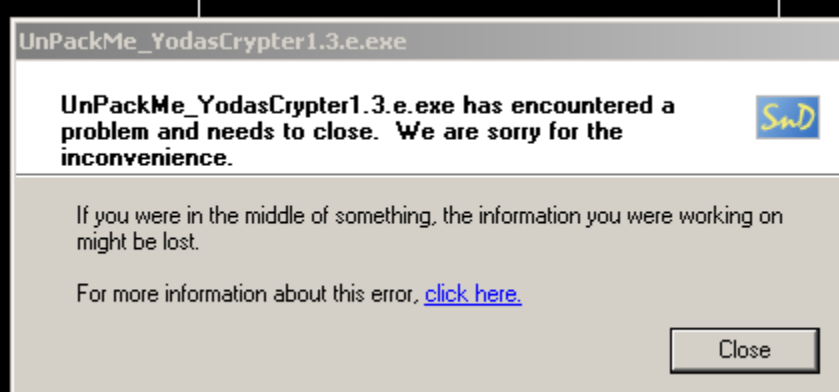 UnPackMe_YodasCrypter1.3.e.exe
UnPackMe_YodasCrypter1.3.e.exe has encountered a
problem and needs to close. We are sorry for the
inconvenience.
SnD
If you were in the middle of something, the information you were working on
might be lost.
For more information about this error, click here.
Close